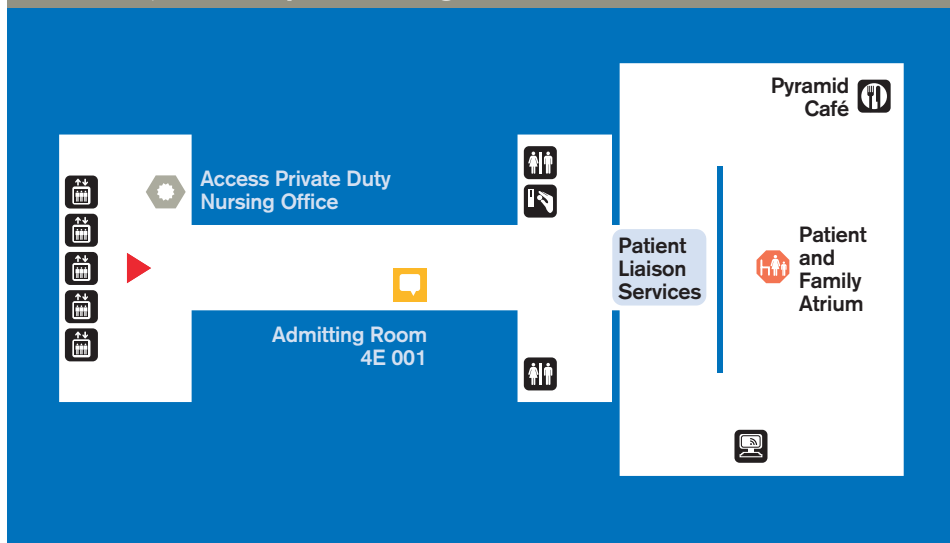 Pyramid
Café
Access Private Duty
Nursing Office
Patient
Liaison
Services
Patient
and
Family
Atrium
Admitting Room
4E 001